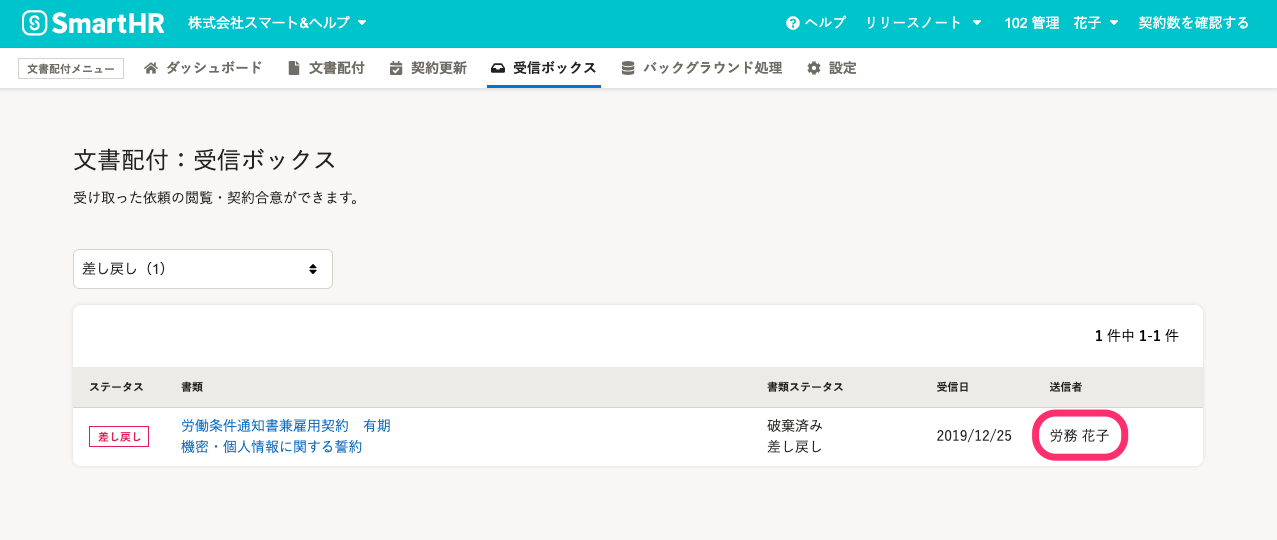 SmartHR 株式会社スマート&ヘルプ ヘルプ リリースノート 102 管理　花子 契約数を確認する
文書配付メニュー ダッシュボード 文書配付 契約更新 受信ボックス バックグラウンド処理 設定
文書配付：受信ボックス
受け取った依頼の閲覧・契約合意ができます。
差し戻し（1）
1 件中 1-1 件
ステータス 書類 書類ステータス 受信日 送信者
差し戻し 労働条件通知書兼雇用契約　有期 破棄済み 2019/12/25 労務 花子
機密・個人情報に関する誓約 差し戻し